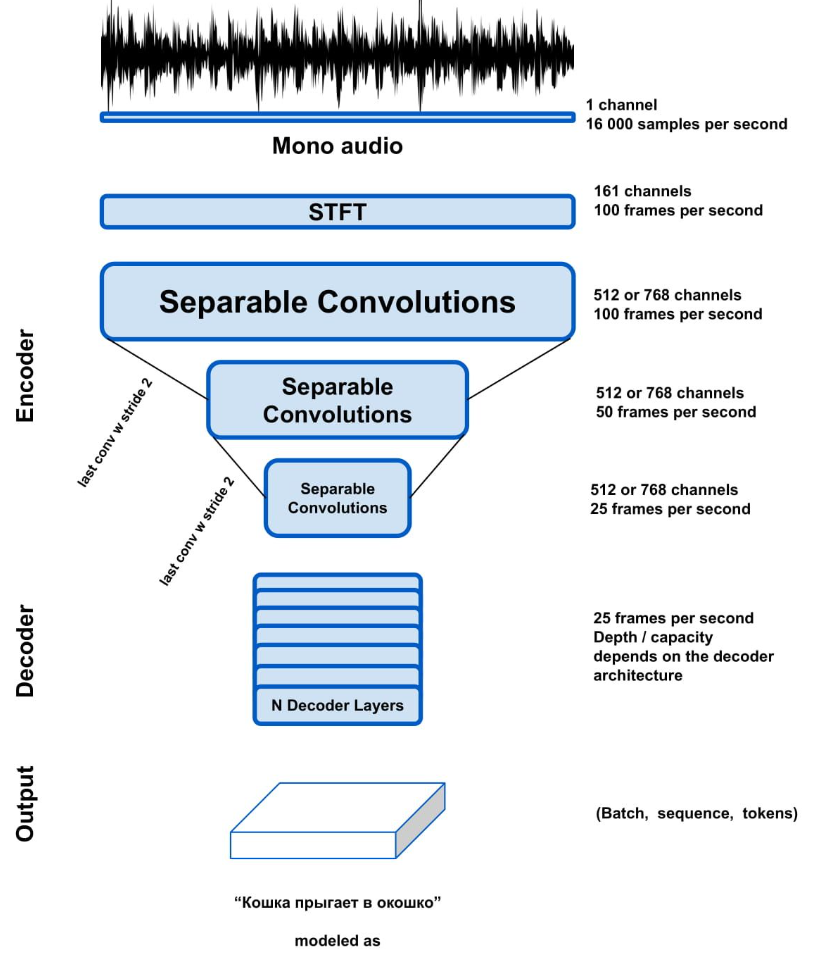 1 channel
16 000 samples per second
Mono audio
161 channels
100 frames per second
STFT
Encoder
Separable Convolutions
512 or 768 channels
100 frames per second
last conv w stride 2
Separable
Convolutions
512 or 768 channels
50 frames per second
last conv w stride 2
Separable
Convolutions
512 or 768 channels
25 frames per second
Decoder
N Decoder Layers
25 frames per second
Depth / capacity
depends on the decoder
architecture
Output
(Batch, sequence, tokens)
“Кошка прыгает в окошко”
modeled as